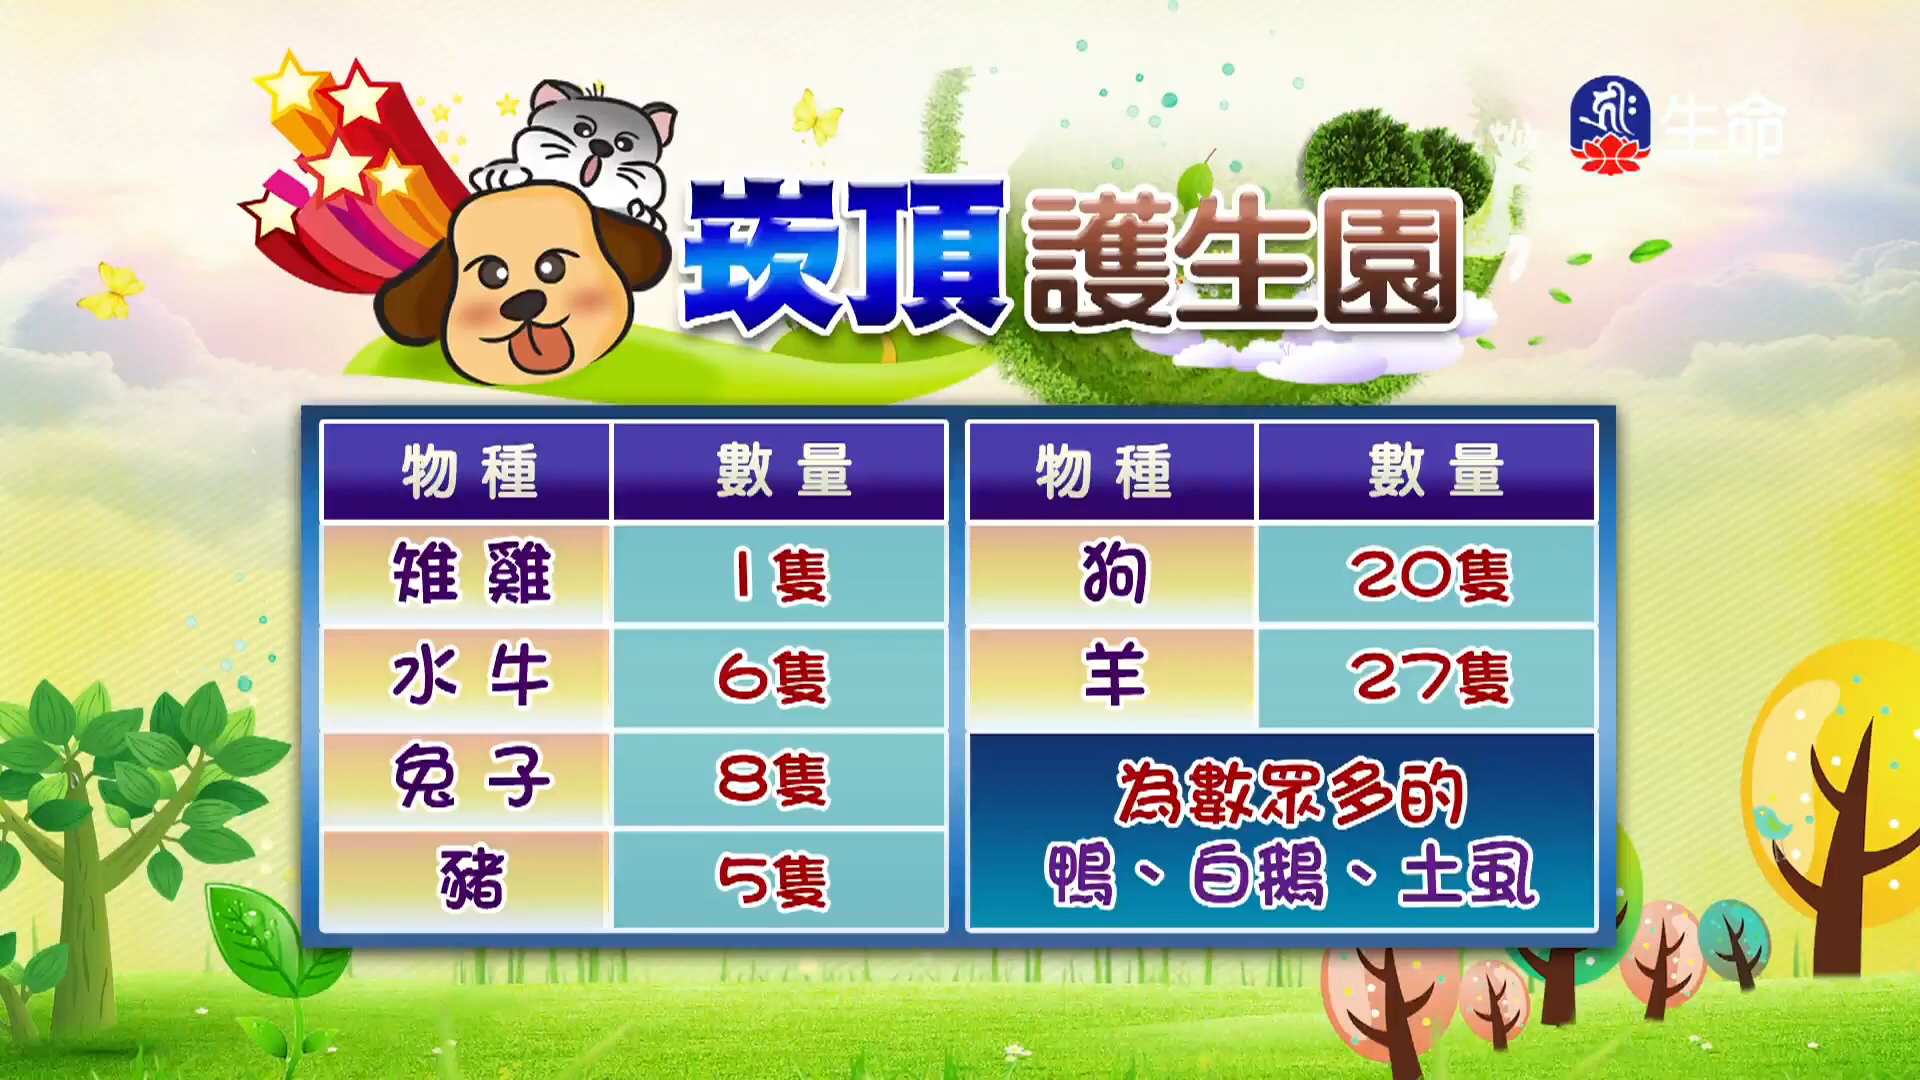 生命
崁頂護生園
物種 數量 物種 數量
雉雞 1隻 狗 20隻
水牛 6隻 羊 27隻
兔子 8隻
豬 5隻
為數眾多的
鴨、白鵝、土虱